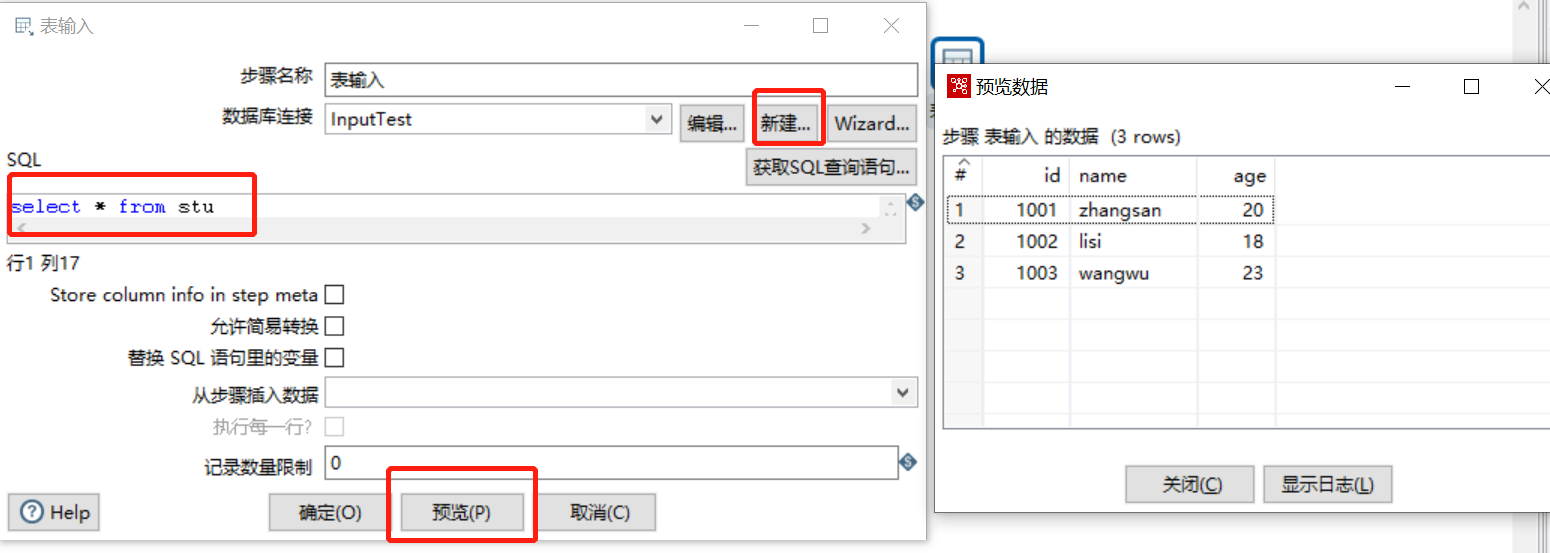 表输入
步骤名称 表输入
数据库连接 InputTest 编辑... 新建... Wizard...
SQL 获取SQL查询语句...
select * from stu
行1 列17
Store column info in step meta
允许简易转换
替换 SQL 语句里的变量
从步骤插入数据
执行每一行?
记录数量限制 0
Help 确定(O) 预览(P) 取消(C)
预览数据
步骤 表输入 的数据 (3 rows)
# id name age
1 1001 zhangsan 20
2 1002 lisi 18
3 1003 wangwu 23
关闭(C) 显示日志(L)